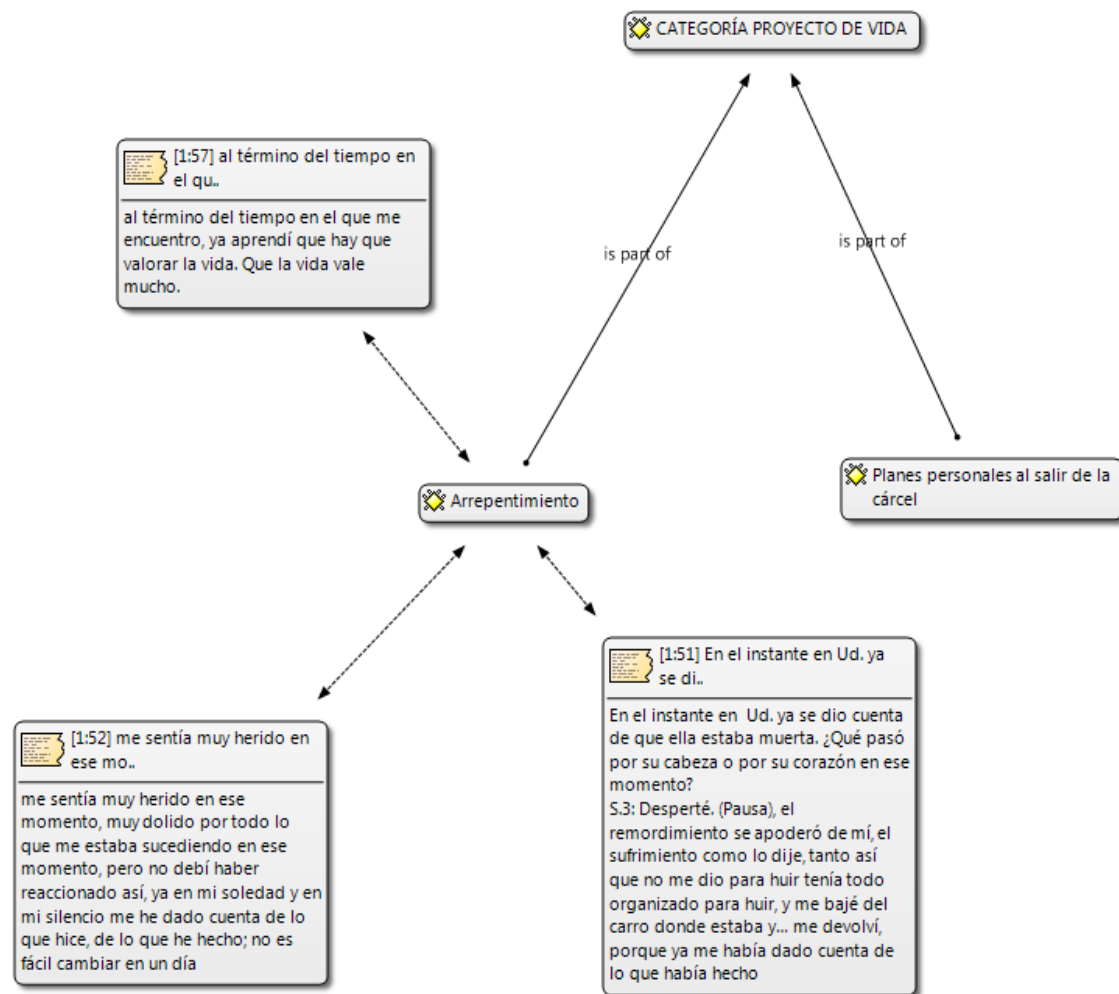 CATEGORÍA PROYECTO DE VIDA
[1:57] al término del tiempo en
el qu..
al término del tiempo en el que me
encuentro, ya aprendí que hay que
valorar la vida. Que la vida vale
mucho.
is part of
is part of
Planes personales al salir de la
cárcel
Arrepentimiento
[1:52] me sentía muy herido en
ese mo..
me sentía muy herido en ese
momento, muy dolido por todo lo
que me estaba sucediendo en ese
momento, pero no debí haber
reaccionado así, ya en mi soledad y en
mi silencio me he dado cuenta de lo
que hice, de lo que he hecho; no es
fácil cambiar en un día
[1:51] En el instante en Ud. ya
se di..
En el instante en Ud. ya se dio cuenta
de que ella estaba muerta. ¿Qué pasó
por su cabeza o por su corazón en ese
momento?
S.3: Desperté. (Pausa), el
remordimiento se apoderó de mí, el
sufrimiento como lo dije, tanto así
que no me dio para huir tenía todo
organizado para huir, y me bajé del
carro donde estaba y... me devolví,
porque ya me había dado cuenta de
lo que había hecho